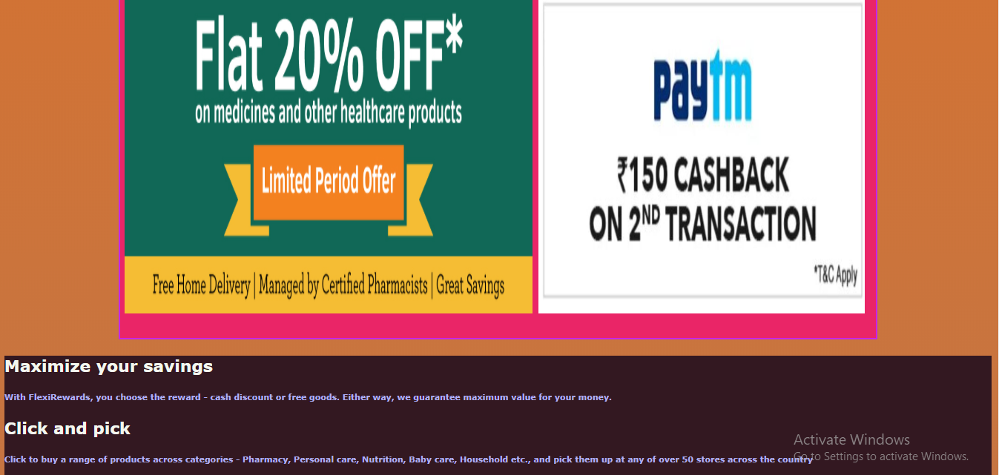 Flat 20% OFF*
on medicines and other healthcare products
Limited Period Offer
Free Home Delivery | Managed by Certified Pharmacists | Great Savings
paytm
₹150 CASHBACK
ON 2ND TRANSACTION
*T&C Apply
Maximize your savings
With FlexiRewards, you choose the reward - cash discount or free goods. Either way, we guarantee maximum value for your money.
Click and pick
Click to buy a range of products across categories - Pharmacy, Personal care, Nutrition, Baby care, Household etc., and pick them up at any of over 50 stores across the country
Activate Windows
Go to Settings to activate Windows.